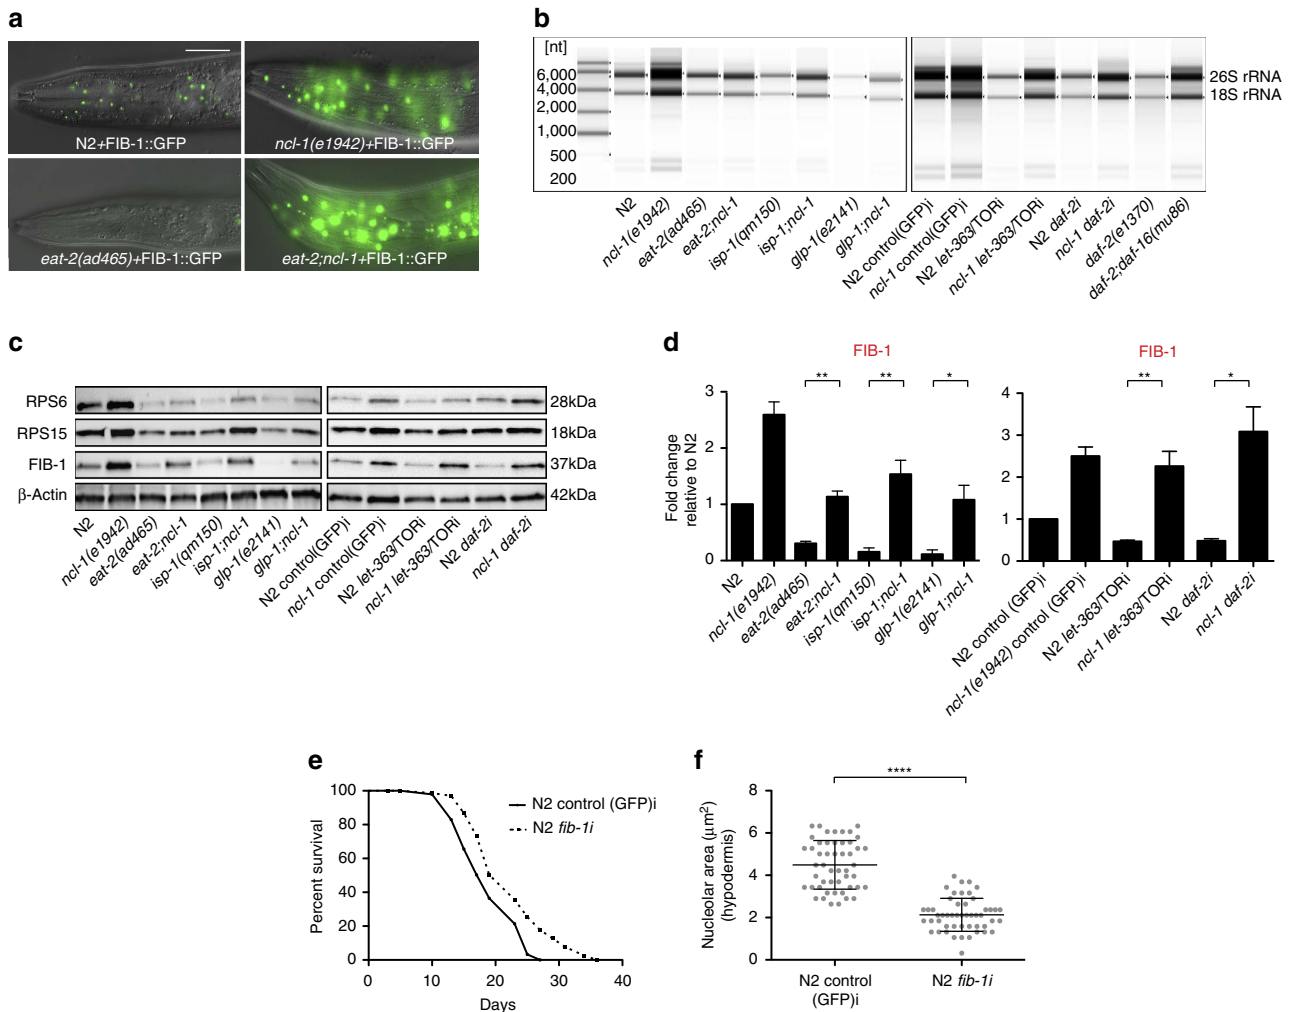 a
N2+FIB-1::GFP
ncl-1(e1942)+FIB-1::GFP
eat-2(ad465)+FIB-1::GFP
eat-2;ncl-1+FIB-1::GFP
b
[nt]
6,000
4,000
2,000
1,000
500
200
26S rRNA
18S rRNA
N2
ncl-1(e1942)
eat-2(ad465)
eat-2;ncl-1
isp-1(qm150)
isp-1;ncl-1
glp-1(e2141)
glp-1;ncl-1
N2 control(GFP)i
ncl-1 control(GFP)i
N2 let-363/TORi
ncl-1 let-363/TORi
N2 daf-2i
ncl-1 daf-2i
daf-2(e1370)
daf-2;daf-16(mu86)
c
RPS6
28kDa
RPS15
18kDa
FIB-1
37kDa
β-Actin
42kDa
N2
ncl-1(e1942)
eat-2(ad465)
eat-2;ncl-1
isp-1(qm150)
isp-1;ncl-1
glp-1(e2141)
glp-1;ncl-1
N2 control(GFP)i
ncl-1 control(GFP)i
N2 let-363/TORi
ncl-1 let-363/TORi
N2 daf-2i
ncl-1 daf-2i
d
FIB-1
** ** *
Fold change
relative to N2
3
2
1
0
N2
ncl-1(e1942)
eat-2(ad465)
eat-2;ncl-1
isp-1(qm150)
isp-1;ncl-1
glp-1(e2141)
glp-1;ncl-1
FIB-1
** *
4
3
2
1
0
N2 control (GFP)i
ncl-1(e1942) control (GFP)i
N2 let-363/TORi
ncl-1 let-363/TORi
N2 daf-2i
ncl-1 daf-2i
e
Percent survival
100
80
60
40
20
0
0 10 20 30 40
Days
N2 control (GFP)i
N2 fib-1i
f
****
Nucleolar area (μm²)
(hypodermis)
8
6
4
2
0
N2 control
(GFP)i
N2 fib-1i